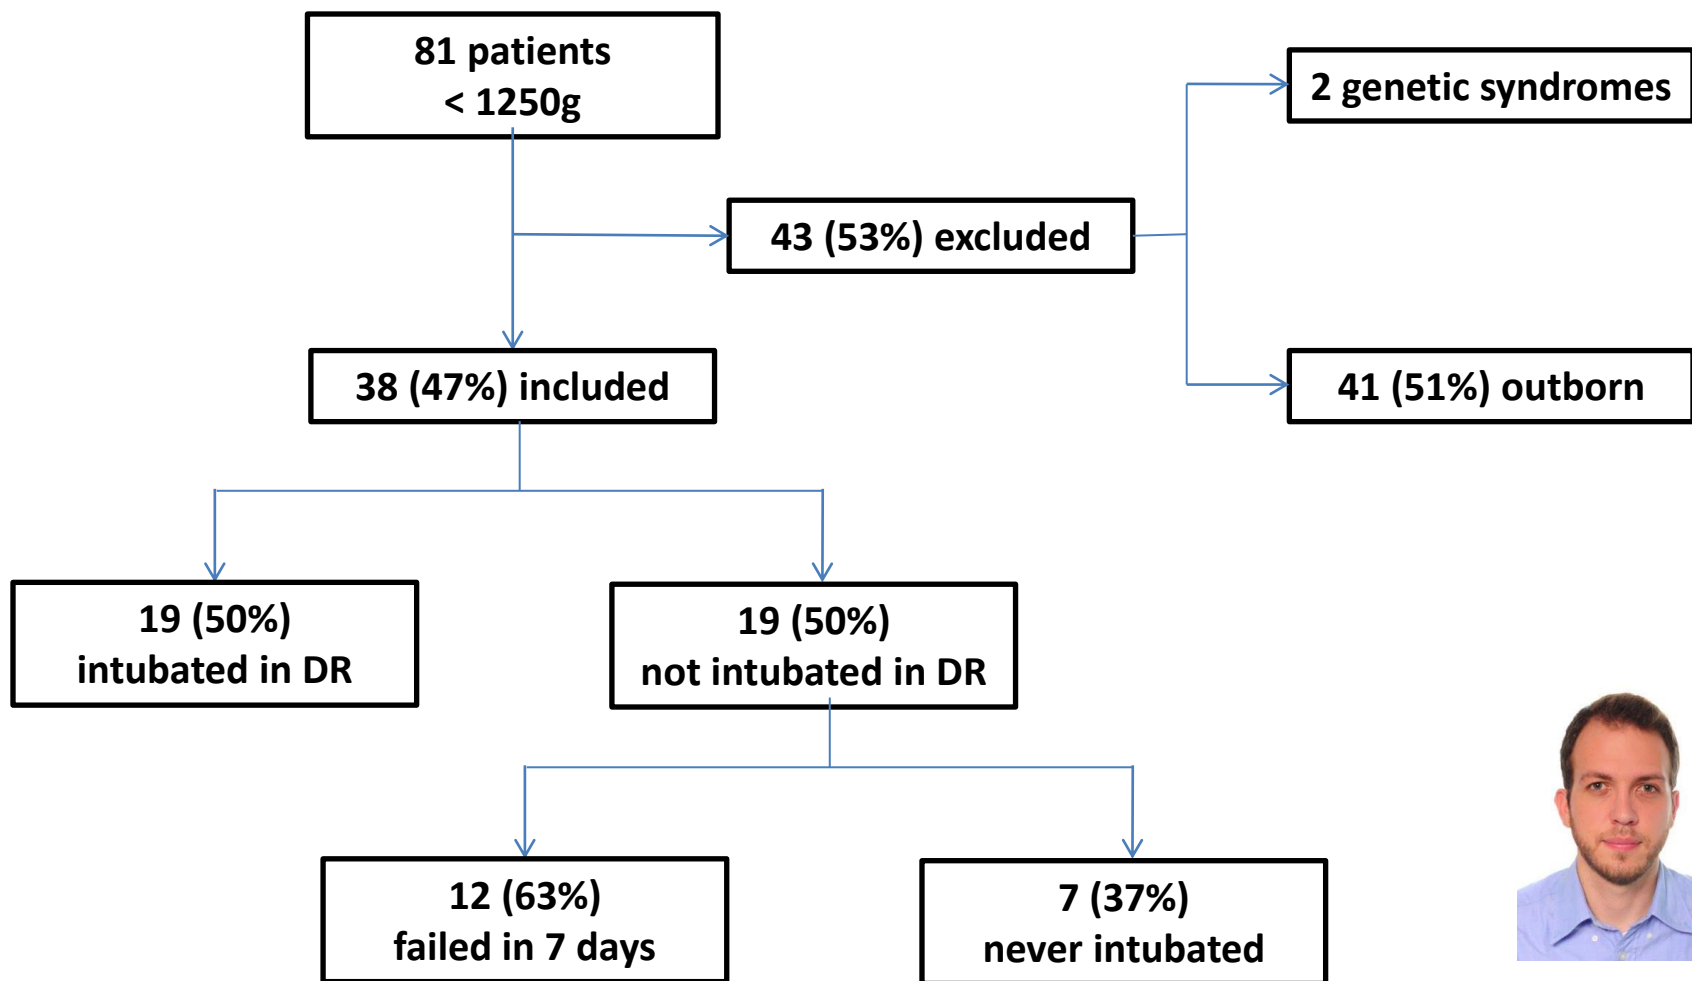 81 patients
< 1250g
2 genetic syndromes
43 (53%) excluded
38 (47%) included
41 (51%) outborn
19 (50%)
intubated in DR
19 (50%)
not intubated in DR
12 (63%)
failed in 7 days
7 (37%)
never intubated